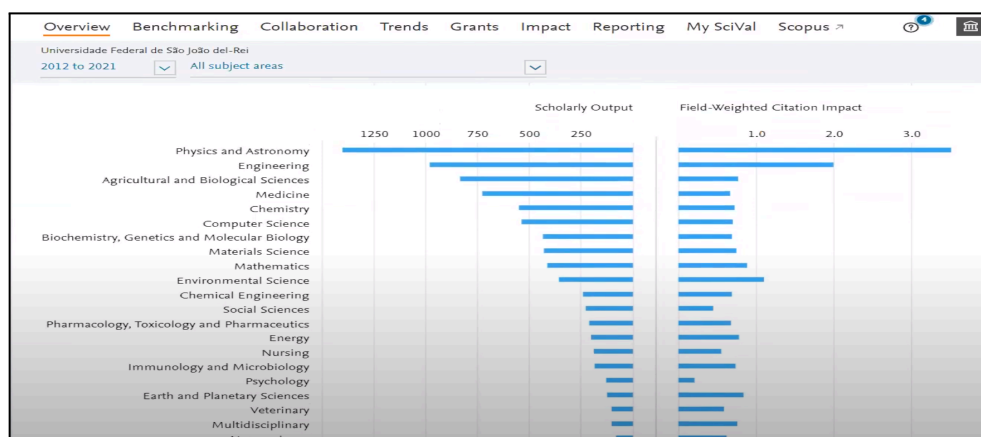 Overview Benchmarking Collaboration Trends Grants Impact Reporting My SciVal Scopus ↗ ? 4
Universidade Federal de São João del-Rei
2012 to 2021 All subject areas
Scholarly Output Field-Weighted Citation Impact
1250 1000 750 500 250 1.0 2.0 3.0
Physics and Astronomy
Engineering
Agricultural and Biological Sciences
Medicine
Chemistry
Computer Science
Biochemistry, Genetics and Molecular Biology
Materials Science
Mathematics
Environmental Science
Chemical Engineering
Social Sciences
Pharmacology, Toxicology and Pharmaceutics
Energy
Nursing
Immunology and Microbiology
Psychology
Earth and Planetary Sciences
Veterinary
Multidisciplinary